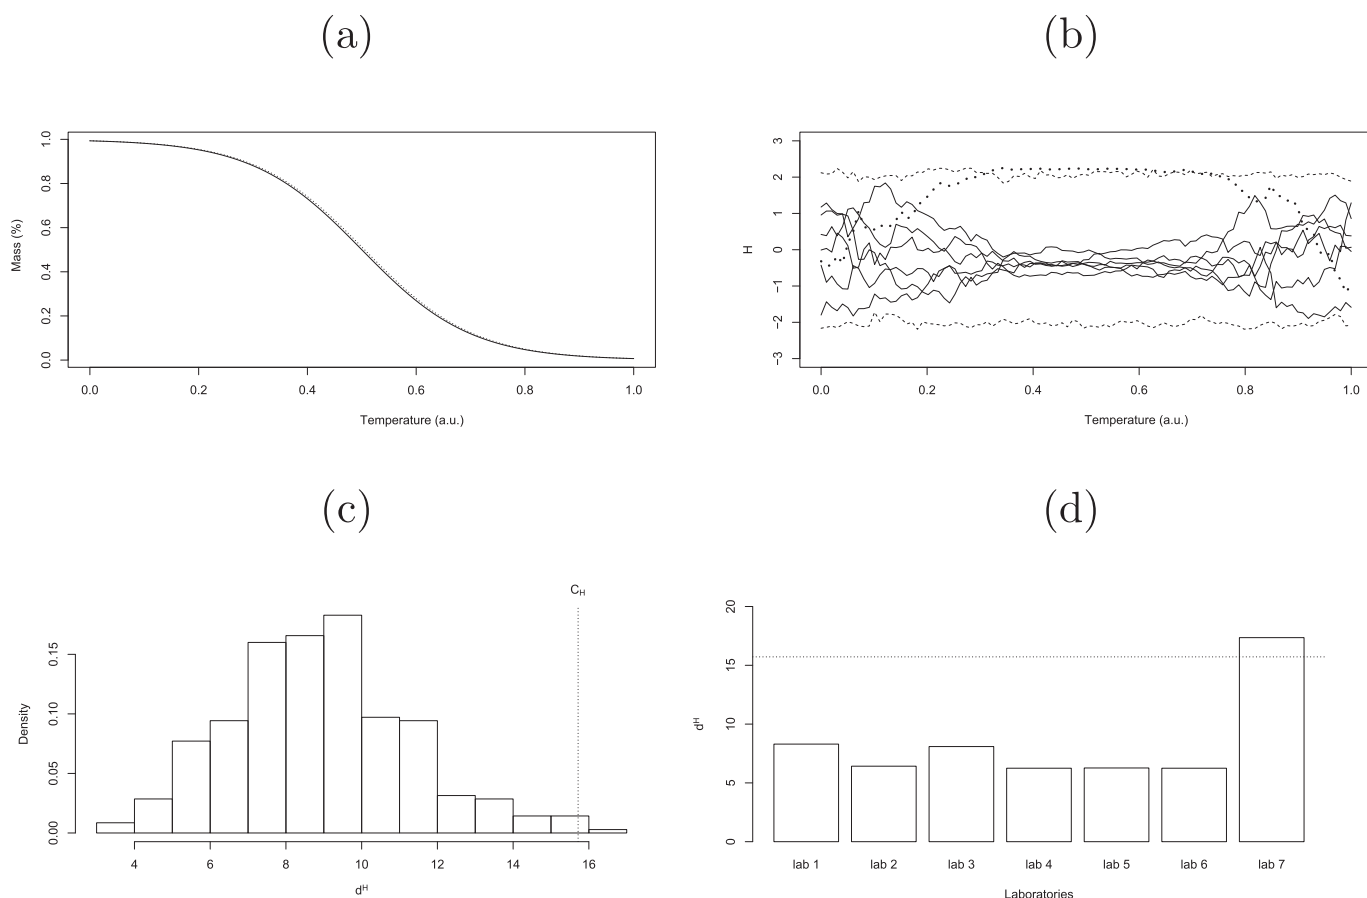 (a)
Mass (%)
1.0
0.8
0.6
0.4
0.2
0.0
0.0 0.2 0.4 0.6 0.8 1.0
Temperature (a.u.)
(b)
H
3
2
1
0
−1
−2
−3
0.0 0.2 0.4 0.6 0.8 1.0
Temperature (a.u.)
(c)
C_H
Density
0.15
0.10
0.05
0.00
4 6 8 10 12 14 16
d^H
(d)
d^H
20
15
10
5
0
lab 1 lab 2 lab 3 lab 4 lab 5 lab 6 lab 7
Laboratories